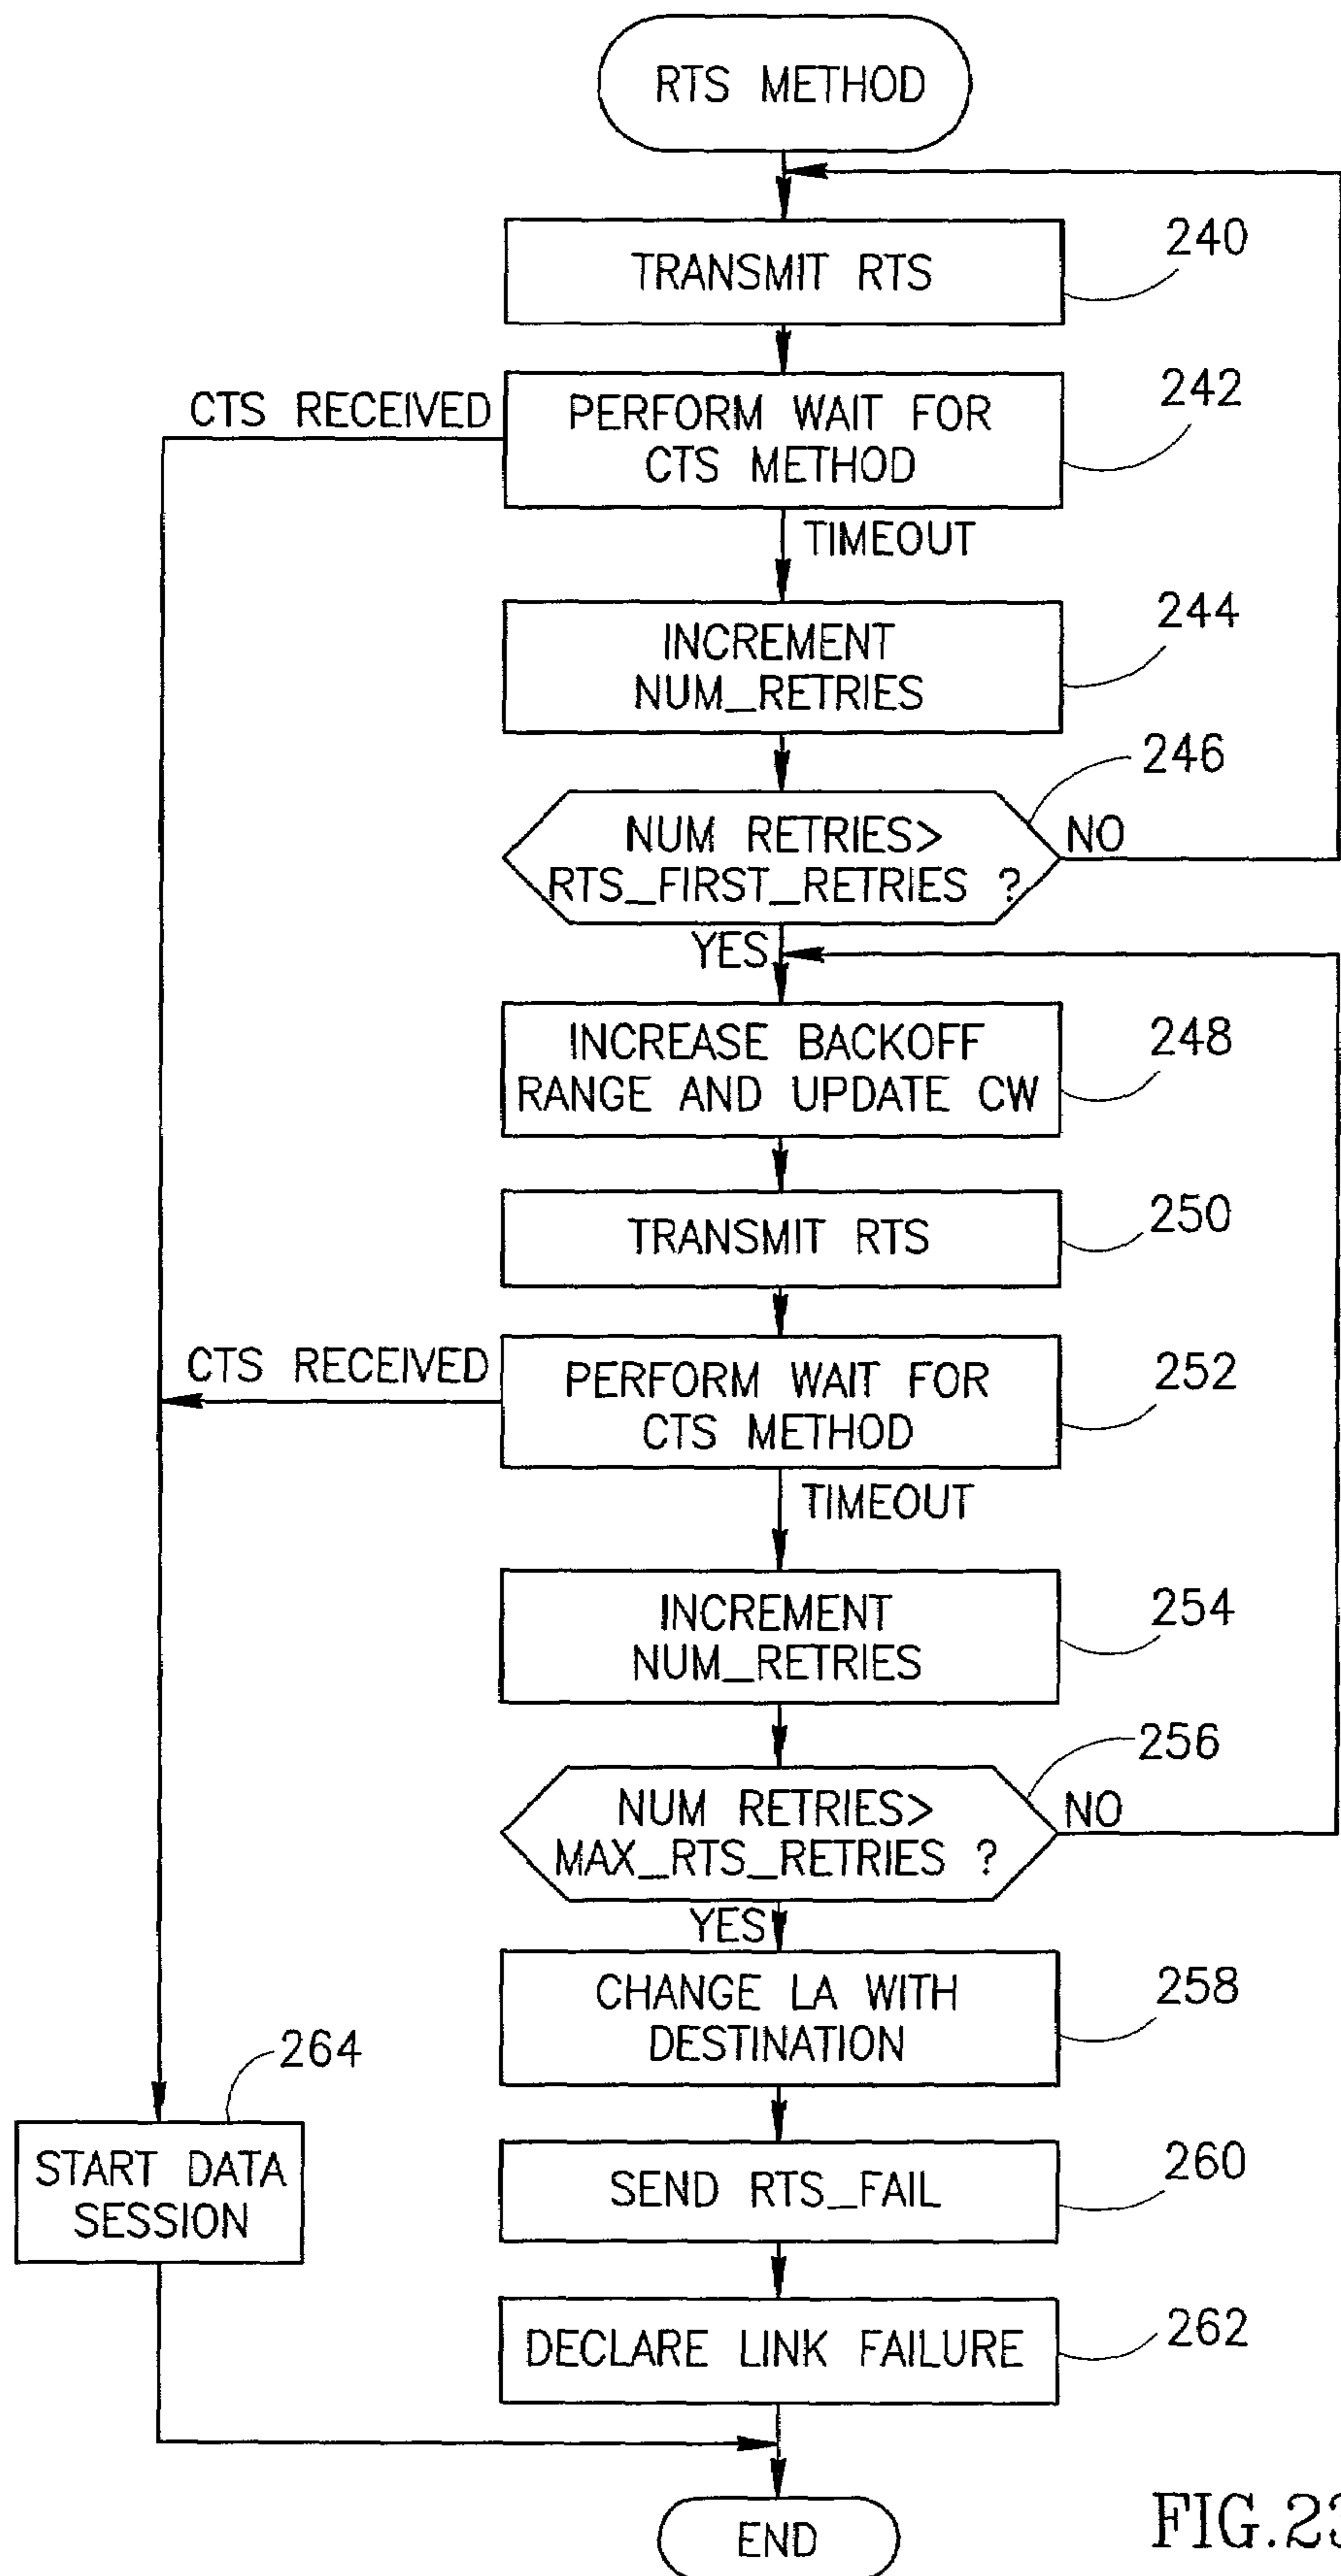 RTS METHOD
TRANSMIT RTS
240
CTS RECEIVED
PERFORM WAIT FOR
CTS METHOD
242
TIMEOUT
INCREMENT
NUM_RETRIES
244
NUM RETRIES>
RTS_FIRST_RETRIES ?
246
NO
YES
INCREASE BACKOFF
RANGE AND UPDATE CW
248
TRANSMIT RTS
250
CTS RECEIVED
PERFORM WAIT FOR
CTS METHOD
252
TIMEOUT
INCREMENT
NUM_RETRIES
254
NUM RETRIES>
MAX_RTS_RETRIES ?
256
NO
YES
CHANGE LA WITH
DESTINATION
258
264
START DATA
SESSION
SEND RTS_FAIL
260
DECLARE LINK FAILURE
262
END
FIG.23